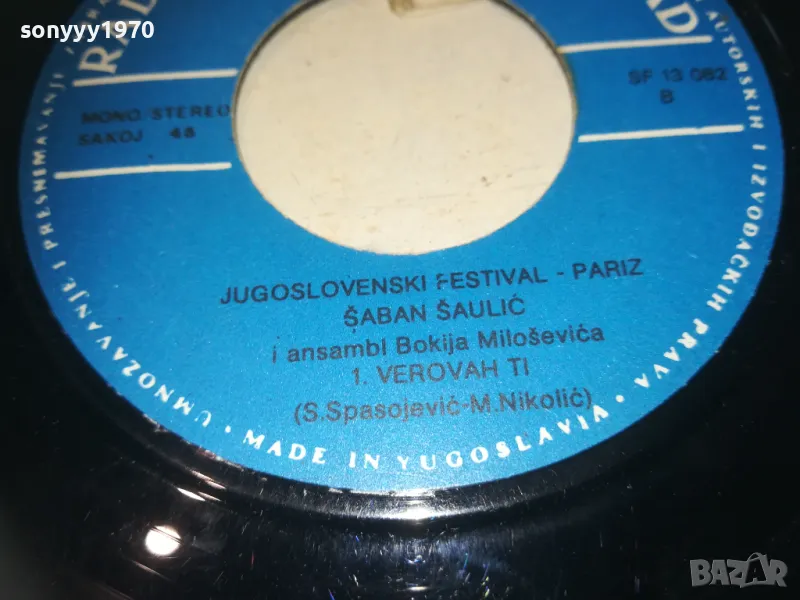 sonyyy1970
MONO/STEREO
SAXOJ 45
SF 13 082
B
JUGOSLOVENSKI FESTIVAL - PARIZ
ŠABAN ŠAULIĆ
i ansambl Bokija Miloševića
1. VEROVAH TI
(S.Spasojević-M.Nikolić)
UMNOŽAVANJE I PRESNIMAVANJE
AUTORSKIH I IZVOĐAČKIH PRAVA
MADE IN YUGOSLAVIA
BAZAR